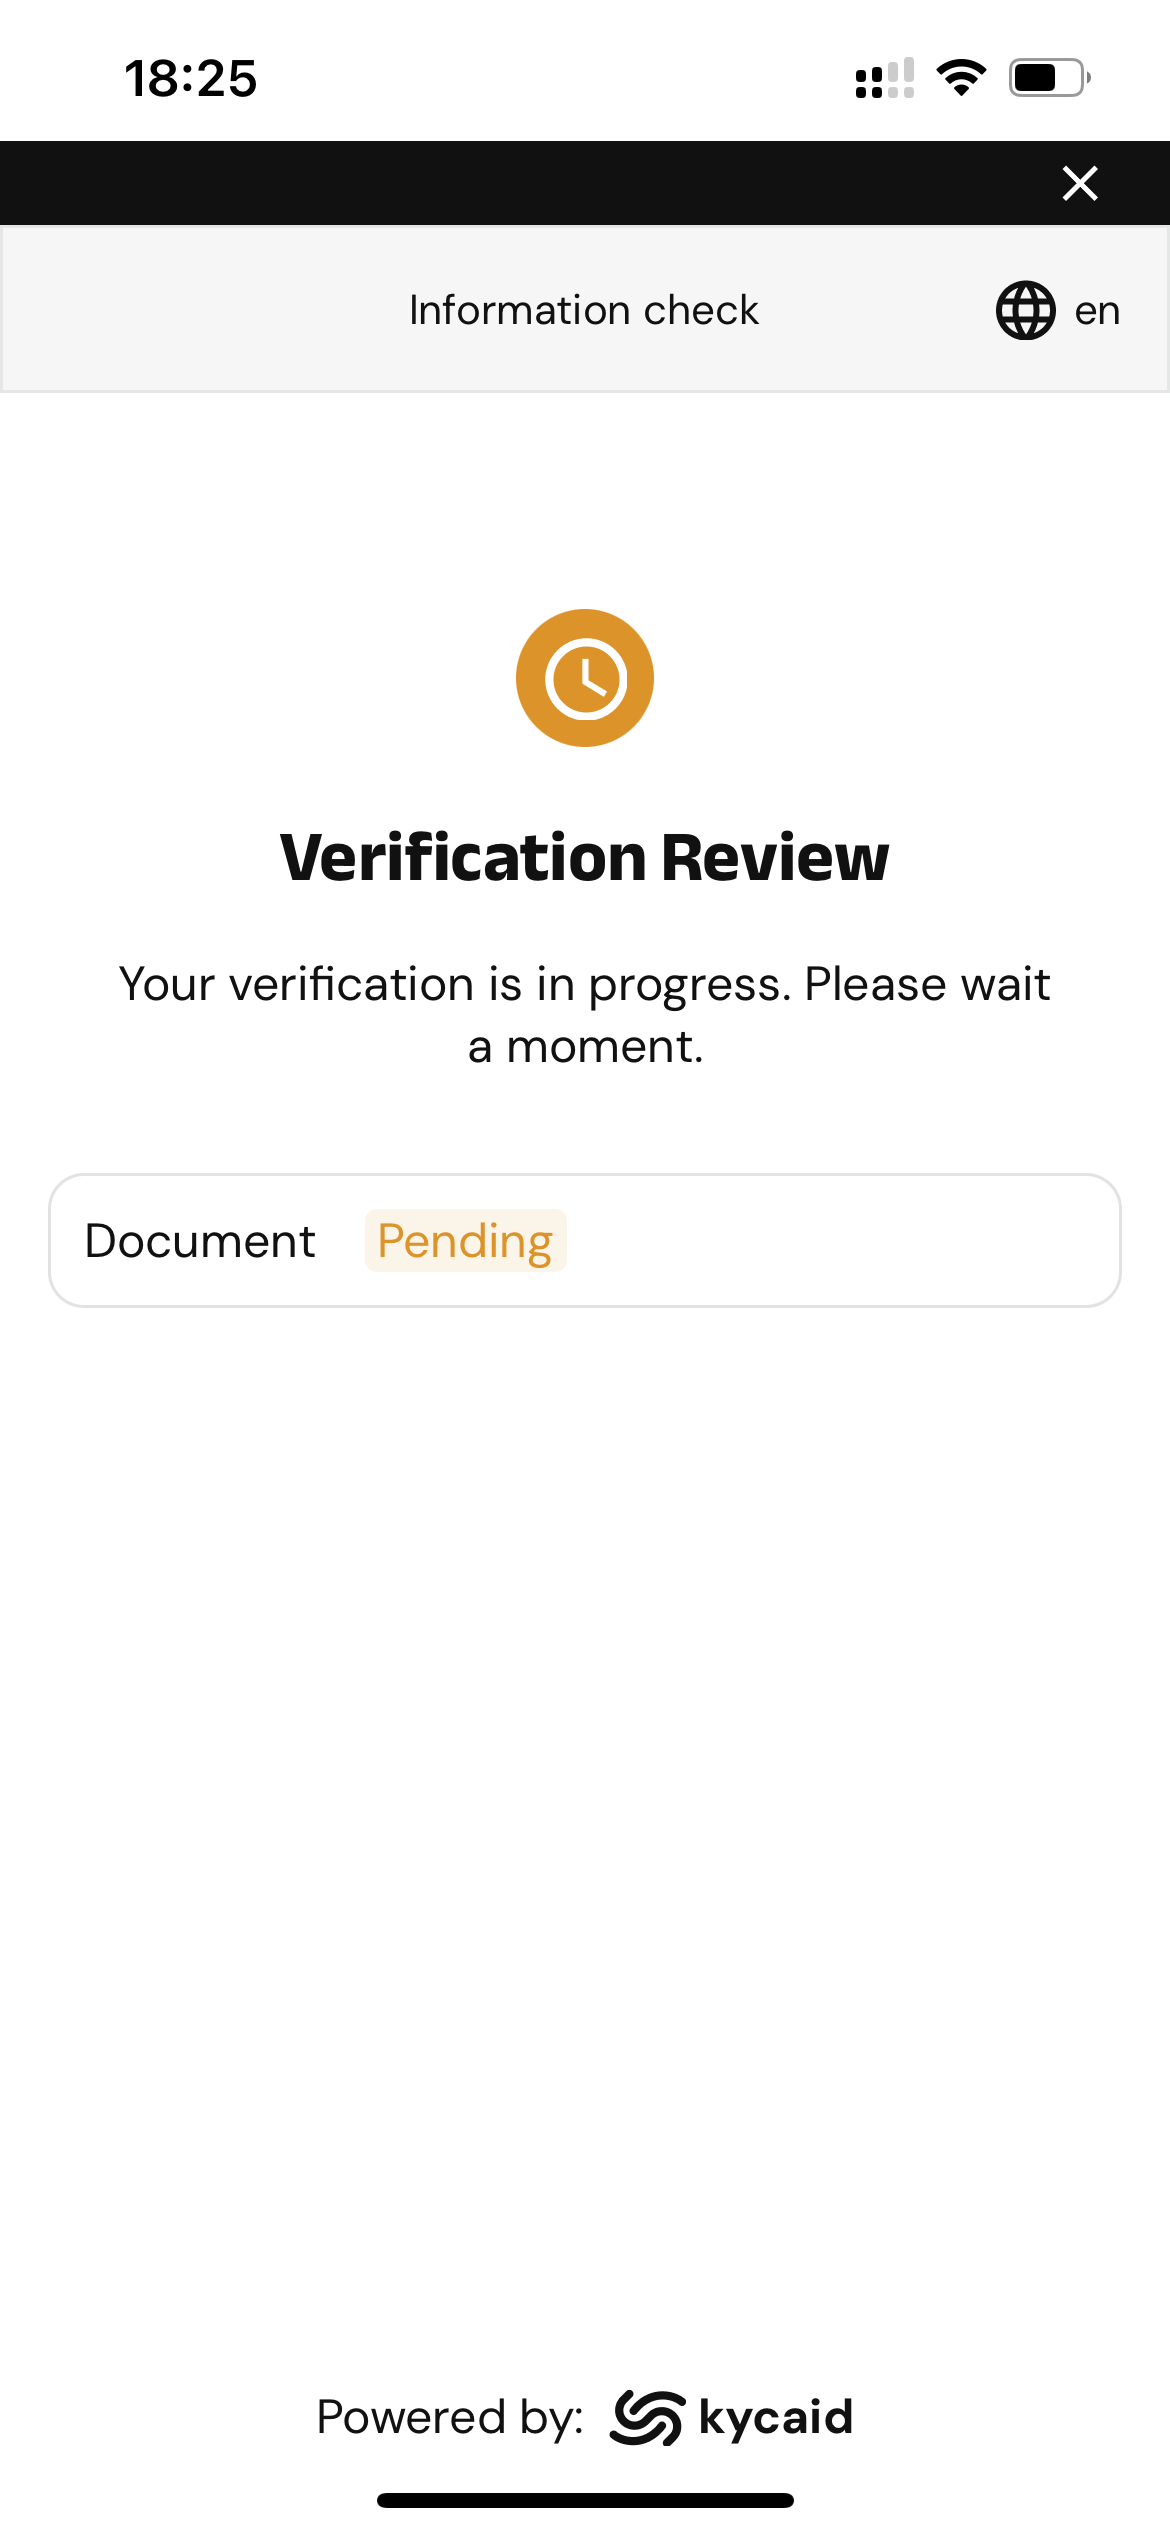 18:25
Information check
en
Verification Review
Your verification is in progress. Please wait
a moment.
Document Pending
Powered by: kycaid